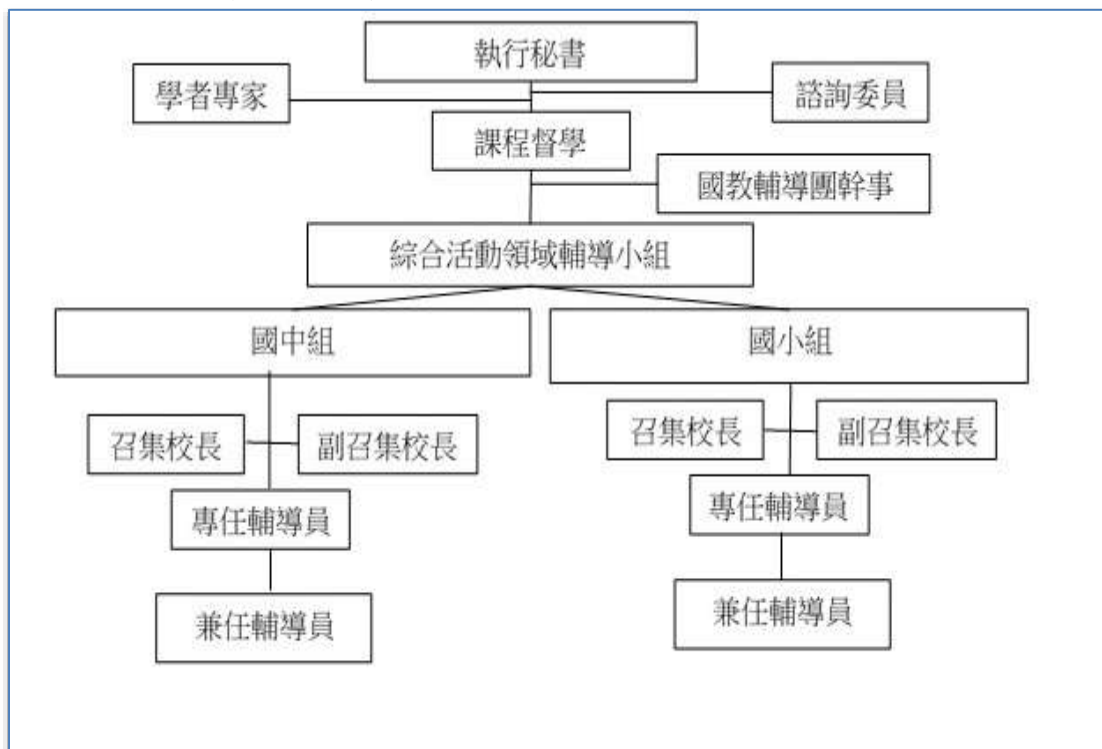 執行秘書
學者專家
諮詢委員
課程督學
國教輔導團幹事
綜合活動領域輔導小組
國中組
國小組
召集校長
副召集校長
召集校長
副召集校長
專任輔導員
專任輔導員
兼任輔導員
兼任輔導員